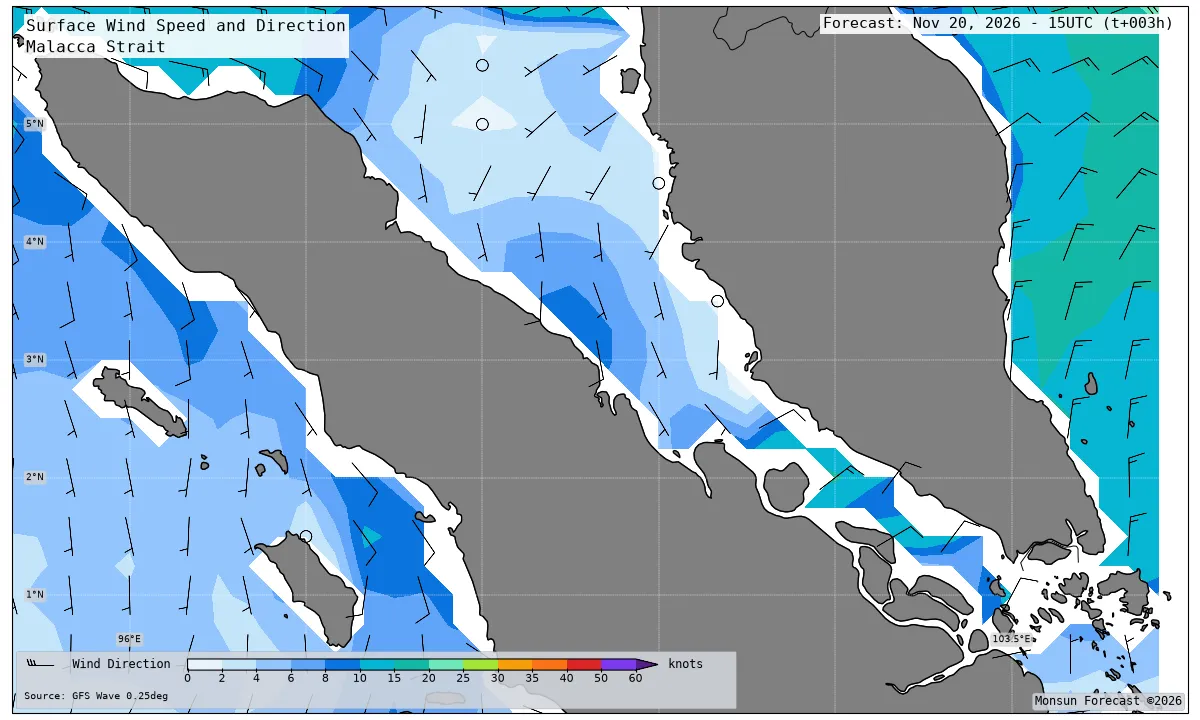 Surface Wind Speed and Direction
Malacca Strait
Forecast: Nov 20, 2026 - 15UTC (t+003h)
5°N
4°N
3°N
2°N
1°N
96°E
103.5°E
Wind Direction
knots
0 2 4 6 8 10 15 20 25 30 35 40 50 60
Source: GFS Wave 0.25deg
Monsun Forecast ©2026